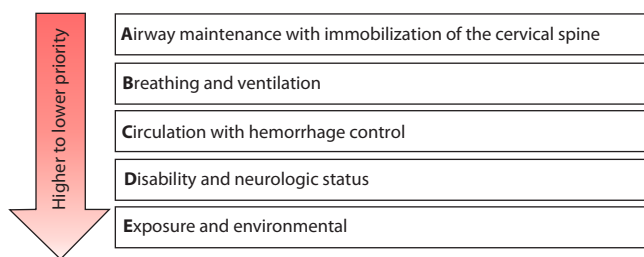 Higher to lower priority
Airway maintenance with immobilization of the cervical spine
Breathing and ventilation
Circulation with hemorrhage control
Disability and neurologic status
Exposure and environmental